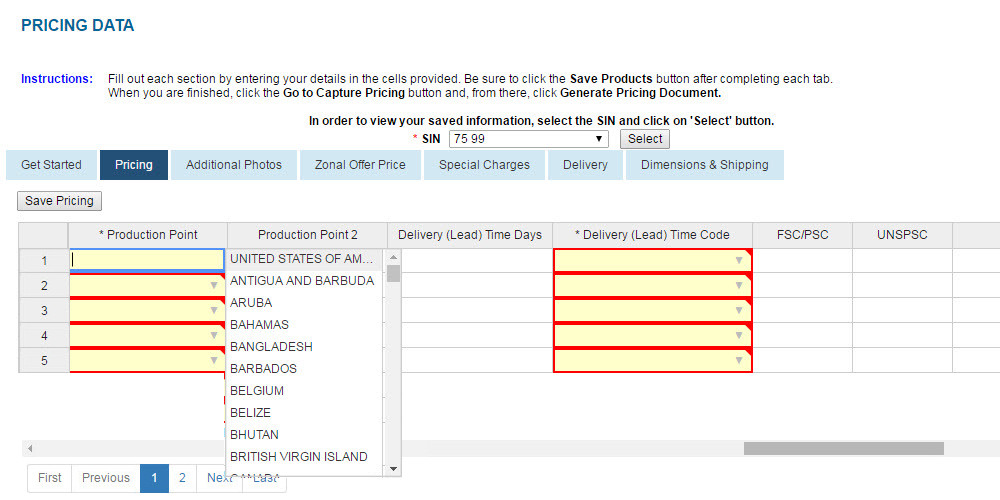 PRICING DATA
Instructions: Fill out each section by entering your details in the cells provided. Be sure to click the Save Products button after completing each tab.
When you are finished, click the Go to Capture Pricing button and, from there, click Generate Pricing Document.
In order to view your saved information, select the SIN and click on 'Select' button.
* SIN 75 99 Select
Get Started Pricing Additional Photos Zonal Offer Price Special Charges Delivery Dimensions & Shipping
Save Pricing
* Production Point Production Point 2 Delivery (Lead) Time Days * Delivery (Lead) Time Code FSC/PSC UNSPSC
1 UNITED STATES OF AM...
ANTIGUA AND BARBUDA
2
ARUBA
3
BAHAMAS
4
BANGLADESH
5
BARBADOS
BELGIUM
BELIZE
BHUTAN
BRITISH VIRGIN ISLAND
CANADA
First Previous 1 2 Next Last